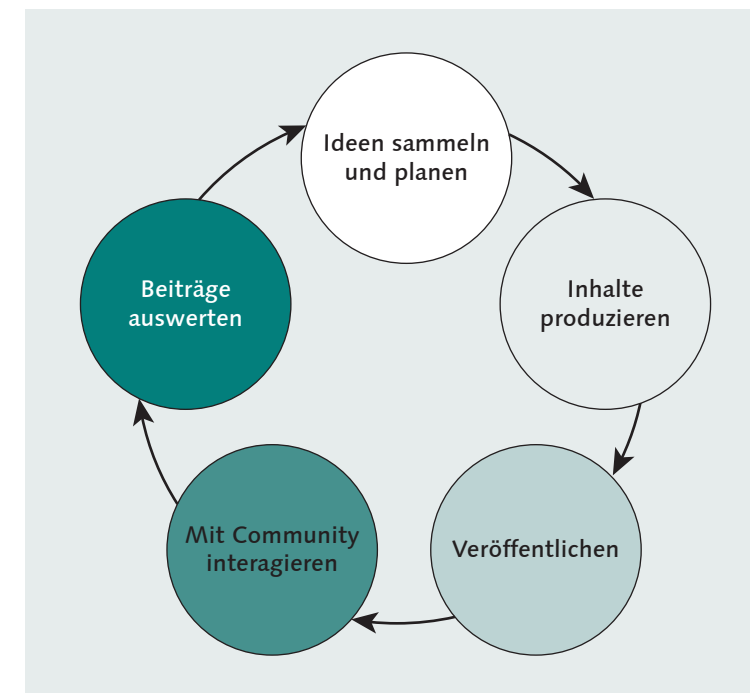 Ideen sammeln
und planen
Inhalte
produzieren
Veröffentlichen
Mit Community
interagieren
Beiträge
auswerten